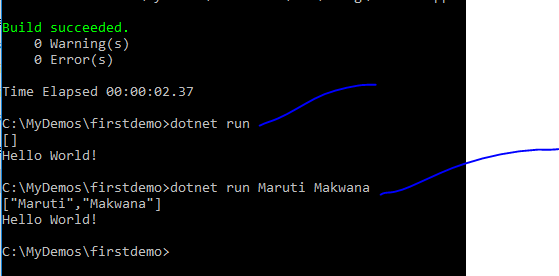 Build succeeded.
0 Warning(s)
0 Error(s)
Time Elapsed 00:00:02.37
C:\MyDemos\firstdemo>dotnet run
[]
Hello World!
C:\MyDemos\firstdemo>dotnet run Maruti Makwana
["Maruti","Makwana"]
Hello World!
C:\MyDemos\firstdemo>